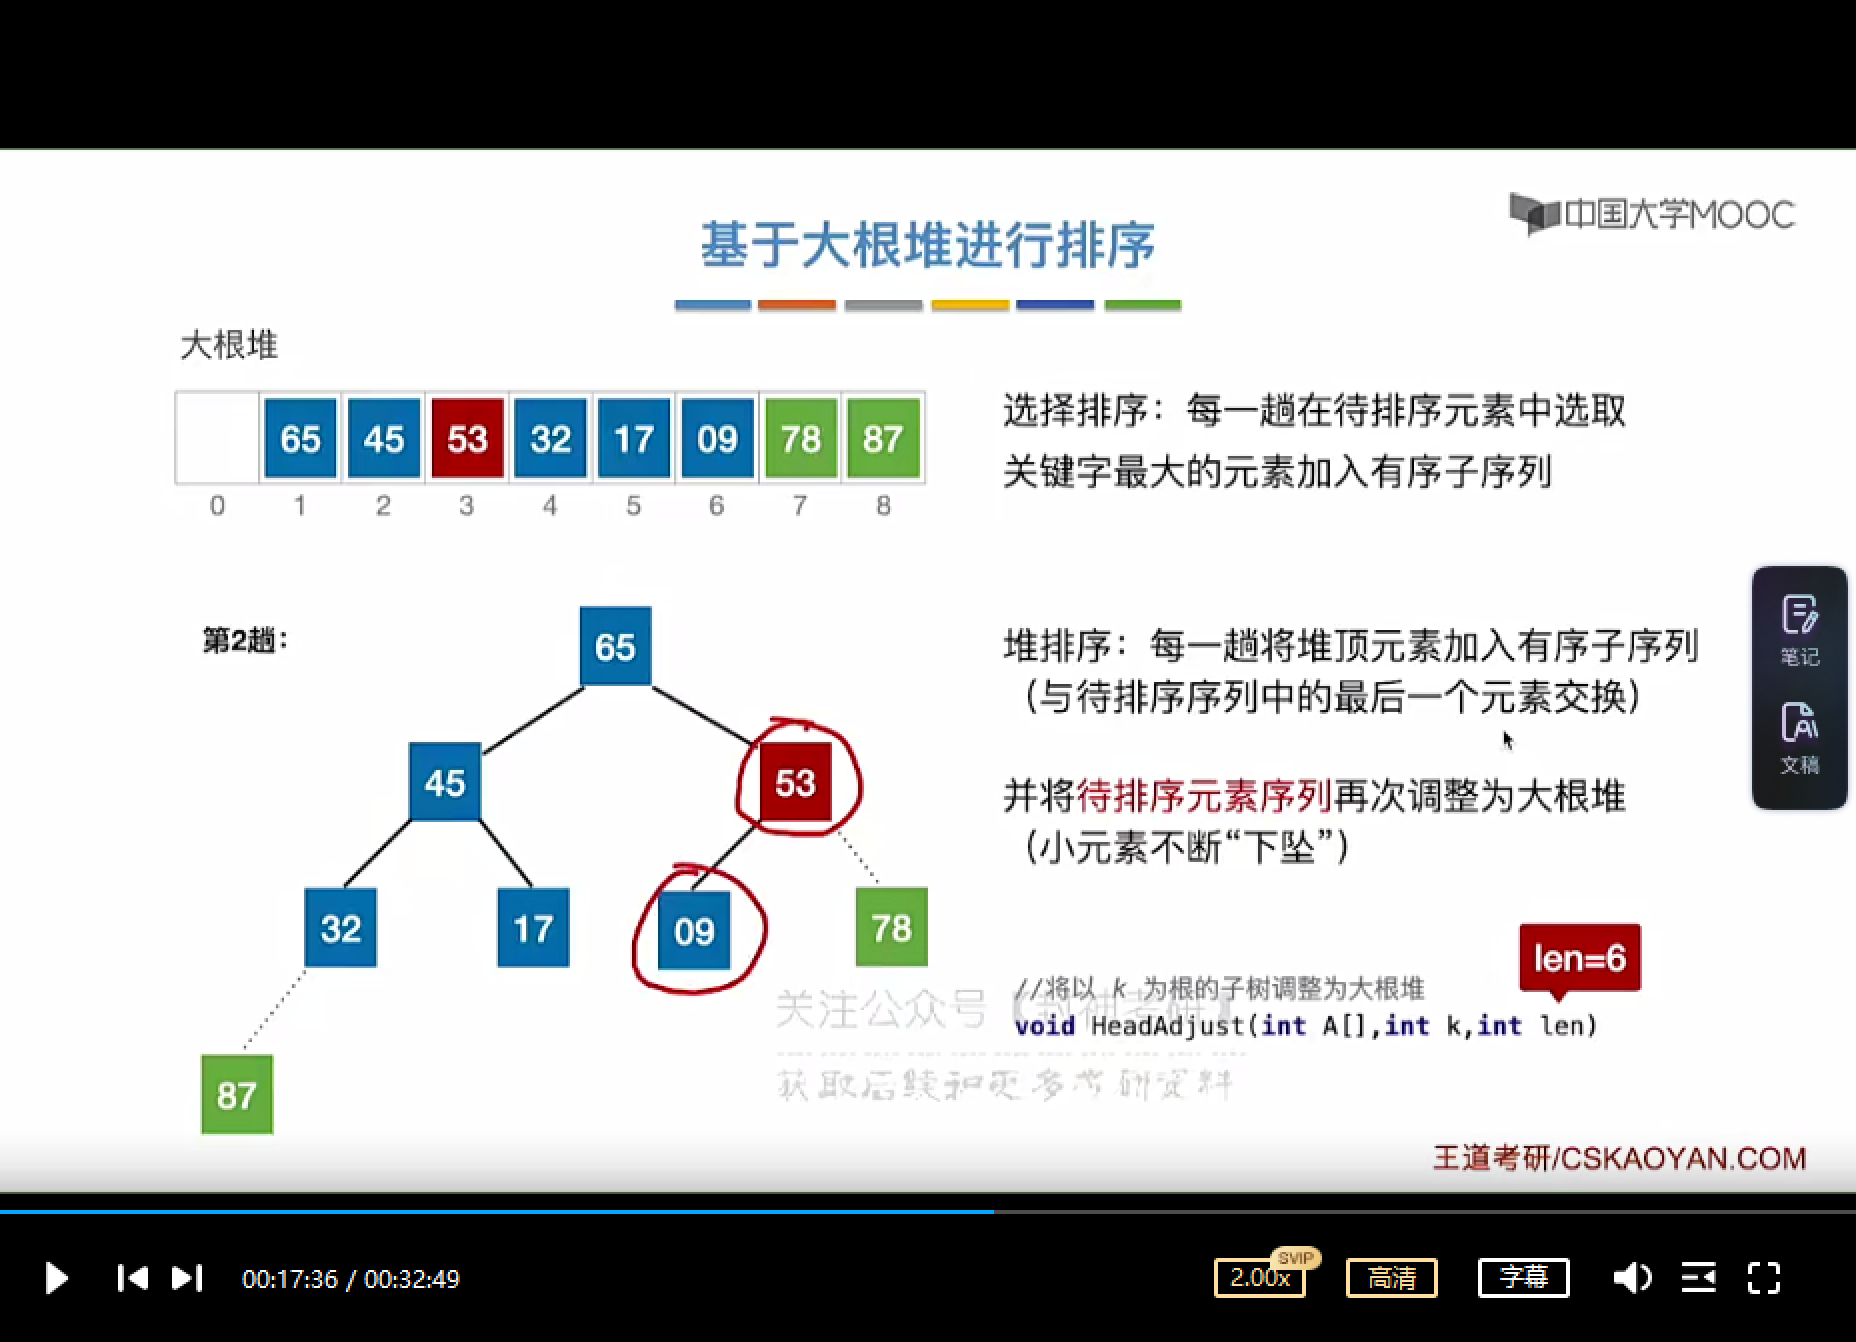 中国大学MOOC
基于大根堆进行排序
大根堆
65 45 53 32 17 09 78 87
0 1 2 3 4 5 6 7 8
选择排序：每一趟在待排序元素中选取
关键字最大的元素加入有序子序列
第2趟：
65
45 53
32 17 09 78
87
堆排序：每一趟将堆顶元素加入有序子序列
（与待排序序列中的最后一个元素交换）
并将待排序元素序列再次调整为大根堆
（小元素不断“下坠”）
len=6
//将以 k 为根的子树调整为大根堆
void HeadAdjust(int A[],int k,int len)
关注公众号【封神考研】
获取后续和更多考研资料
王道考研/CSKAOYAN.COM
笔记
文稿
00:17:36 / 00:32:49
2.00x
SVIP
高清
字幕